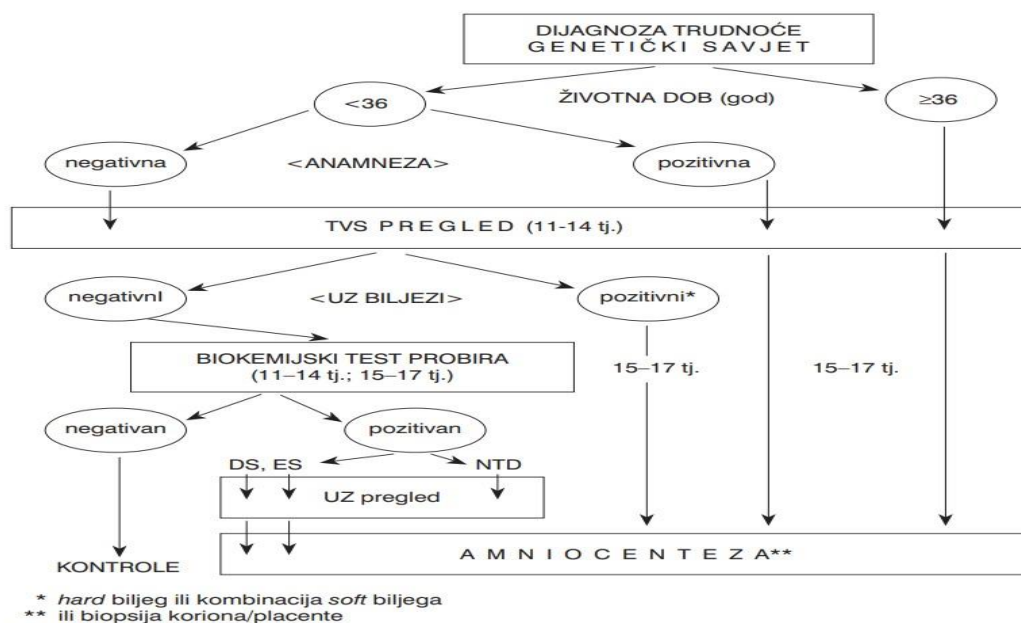 DIJAGNOZA TRUDNOĆE
GENETIČKI SAVJET
<36
ŽIVOTNA DOB (god)
≥36
negativna
<ANAMNEZA>
pozitivna
TVS PREGLED (11-14 tj.)
negativnI
<UZ BILJEZI>
pozitivni*
BIOKEMIJSKI TEST PROBIRA
(11–14 tj.; 15–17 tj.)
15–17 tj.
15–17 tj.
negativan
pozitivan
DS, ES
NTD
UZ pregled
KONTROLE
AMNIOCENTEZA**
* hard biljeg ili kombinacija soft biljega
** ili biopsija koriona/placente